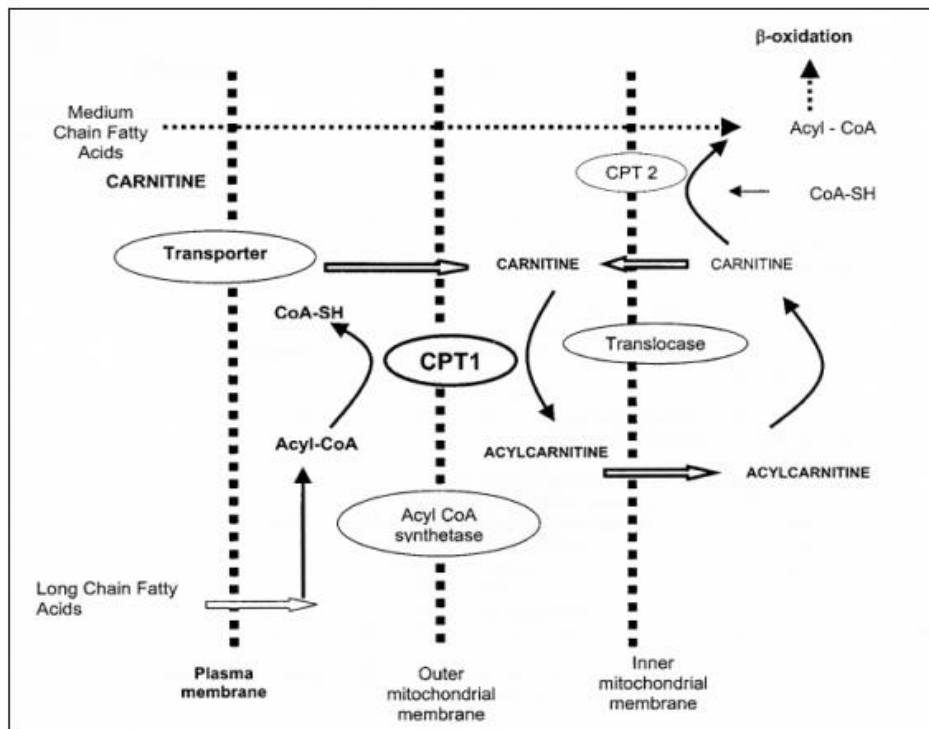 β-oxidation
Medium
Chain Fatty
Acids
Acyl - CoA
CARNITINE
CPT 2
CoA-SH
Transporter
CARNITINE
CARNITINE
CoA-SH
CPT1
Translocase
Acyl-CoA
ACYLCARNITINE
ACYLCARNITINE
Acyl CoA
synthetase
Long Chain Fatty
Acids
Plasma
membrane
Outer
mitochondrial
membrane
Inner
mitochondrial
membrane